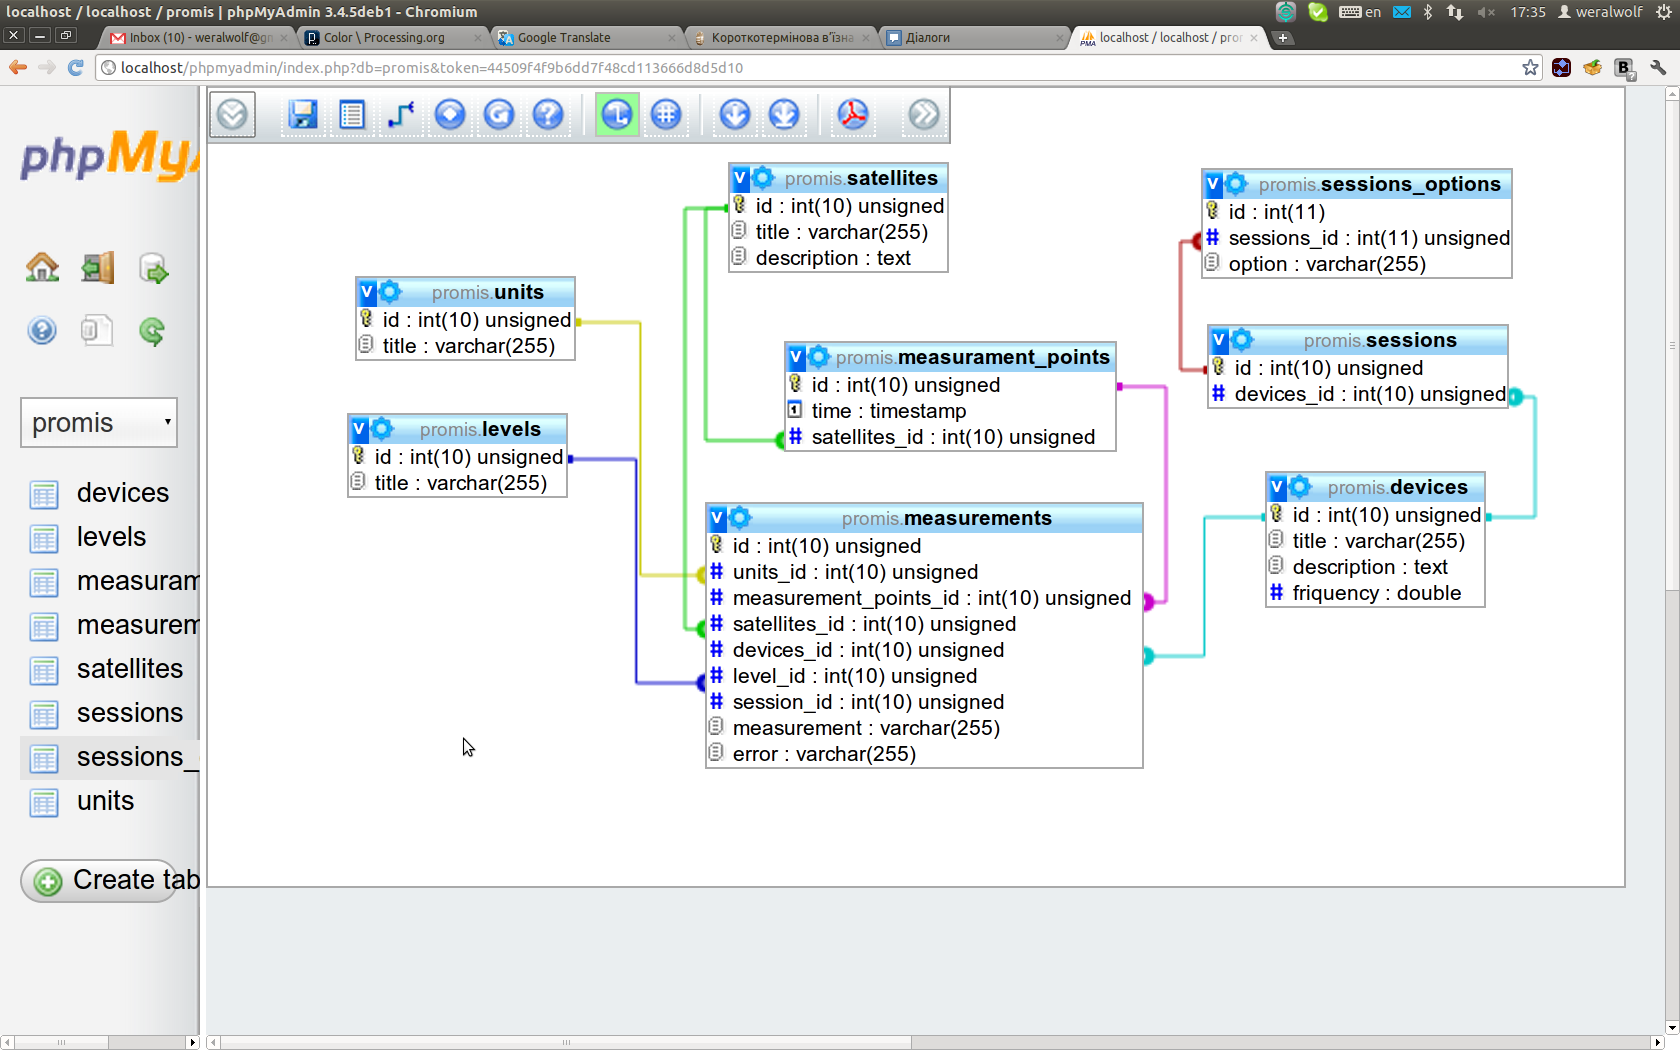 localhost / localhost / promis | phpMyAdmin 3.4.5deb1 - Chromium
en
17:35
weralwolf
Inbox (10) - weralwolf@gm
Color \ Processing.org
Google Translate
Короткотермінова в'їзна
Діалоги
localhost / localhost / pro
localhost/phpmyadmin/index.php?db=promis&token=44509f4f9b6dd7f48cd113666d8d5d10
phpMyA
promis
devices
levels
measuram
measurem
satellites
sessions
sessions_
units
Create tab
promis.satellites
id : int(10) unsigned
title : varchar(255)
description : text
promis.sessions_options
id : int(11)
sessions_id : int(11) unsigned
option : varchar(255)
promis.units
id : int(10) unsigned
title : varchar(255)
promis.measurament_points
id : int(10) unsigned
time : timestamp
satellites_id : int(10) unsigned
promis.sessions
id : int(10) unsigned
devices_id : int(10) unsigned
promis.levels
id : int(10) unsigned
title : varchar(255)
promis.devices
id : int(10) unsigned
title : varchar(255)
description : text
friquency : double
promis.measurements
id : int(10) unsigned
units_id : int(10) unsigned
measurement_points_id : int(10) unsigned
satellites_id : int(10) unsigned
devices_id : int(10) unsigned
level_id : int(10) unsigned
session_id : int(10) unsigned
measurement : varchar(255)
error : varchar(255)